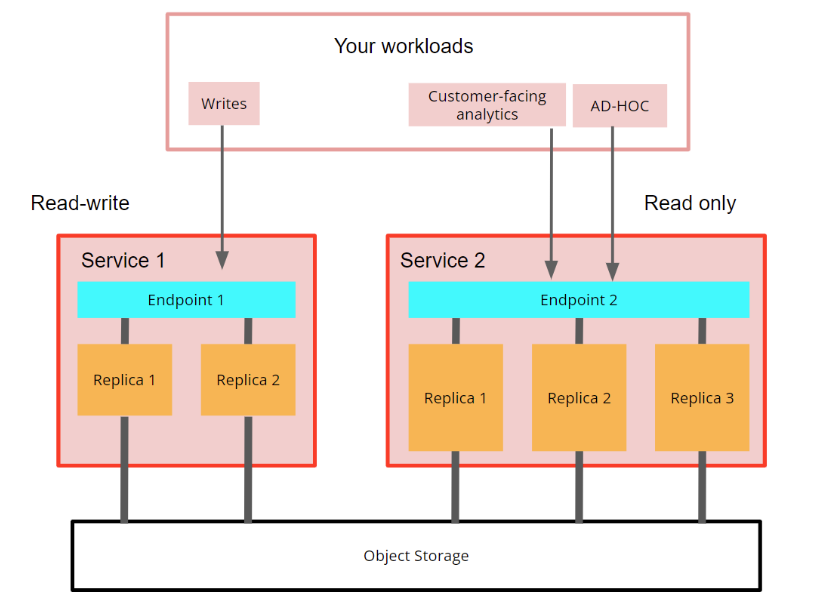 Your workloads
Writes
Customer-facing
analytics
AD-HOC
Read-write
Read only
Service 1
Service 2
Endpoint 1
Endpoint 2
Replica 1
Replica 2
Replica 1
Replica 2
Replica 3
Object Storage